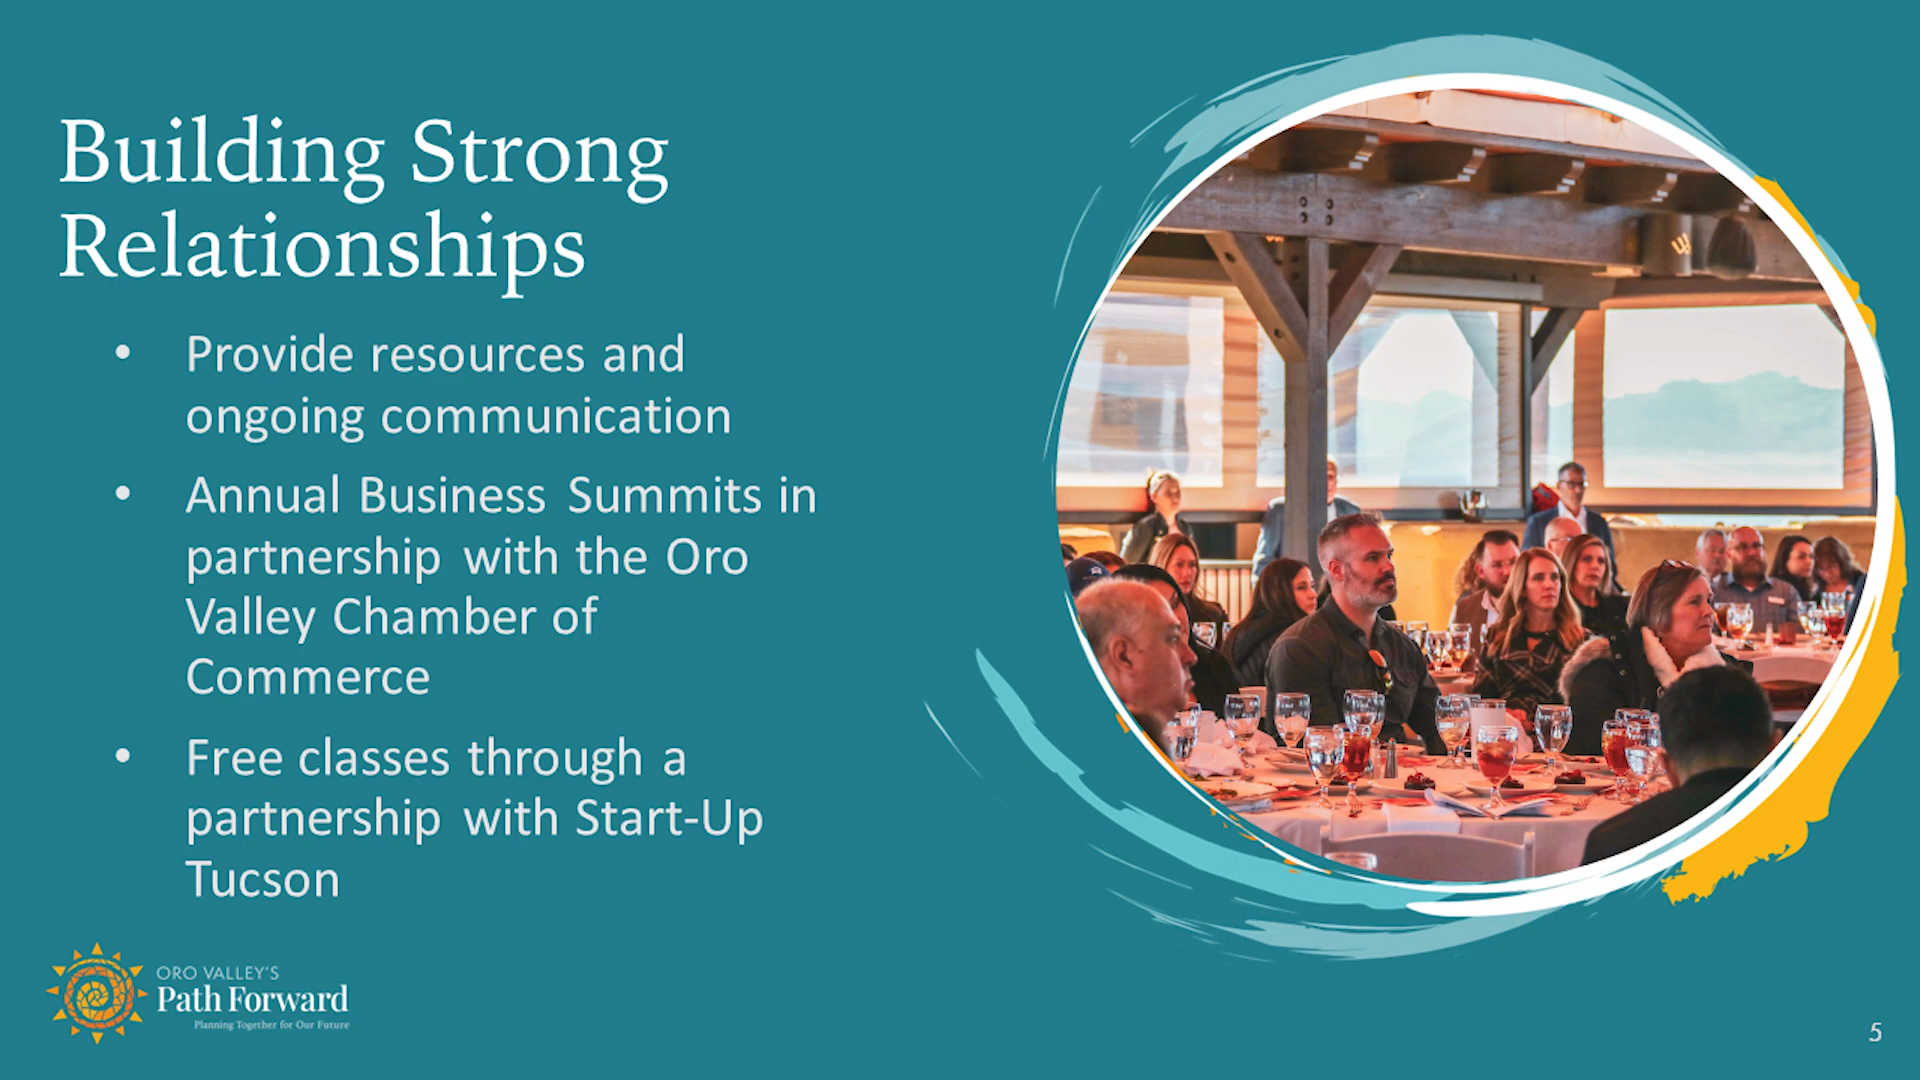 Building Strong
Relationships
• Provide resources and
ongoing communication
• Annual Business Summits in
partnership with the Oro
Valley Chamber of
Commerce
• Free classes through a
partnership with Start-Up
Tucson
ORO VALLEY'S
Path Forward
Planning Together for Our Future
5